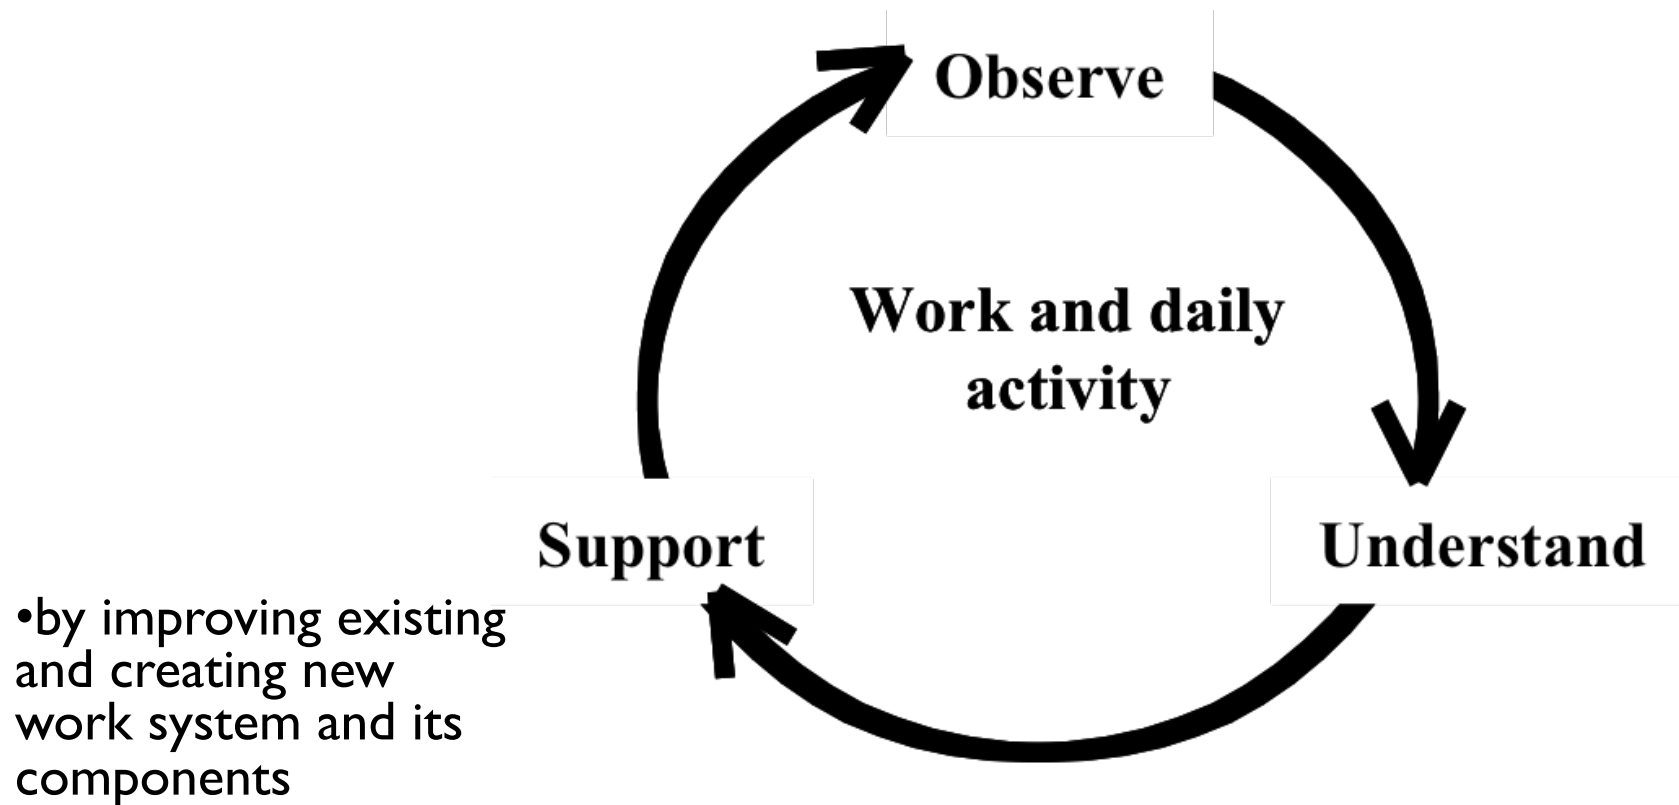 Observe
Work and daily
activity
Support
Understand
•by improving existing
and creating new
work system and its
components